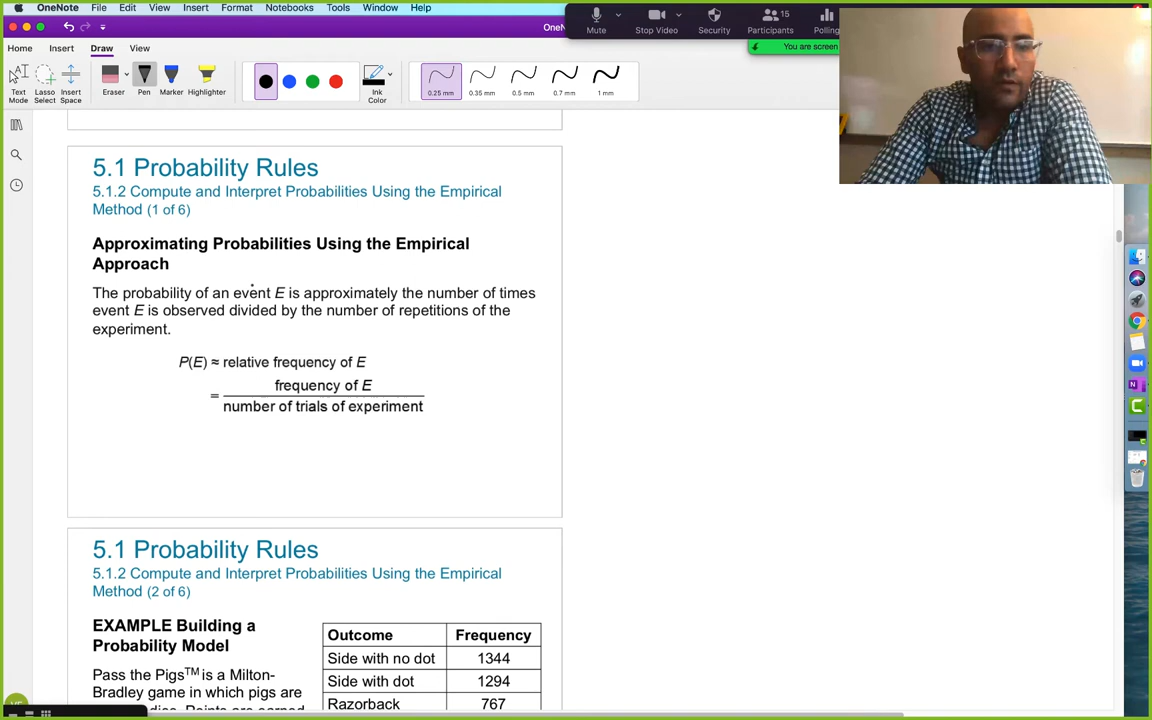 OneNote File Edit View Insert Format Notebooks Tools Window Help
OneN
Mute Stop Video Security Participants 15 Polling
You are screen
Home Insert Draw View
Text Mode Lasso Select Insert Space Eraser Pen Marker Highlighter Ink Color 0.25 mm 0.35 mm 0.5 mm 0.7 mm 1 mm
5.1 Probability Rules
5.1.2 Compute and Interpret Probabilities Using the Empirical
Method (1 of 6)
Approximating Probabilities Using the Empirical
Approach
The probability of an event E is approximately the number of times
event E is observed divided by the number of repetitions of the
experiment.
P(E) ≈ relative frequency of E
= frequency of E
number of trials of experiment
5.1 Probability Rules
5.1.2 Compute and Interpret Probabilities Using the Empirical
Method (2 of 6)
EXAMPLE Building a
Probability Model
Pass the Pigs™ is a Milton-
Bradley game in which pigs are
Outcome Frequency
Side with no dot 1344
Side with dot 1294
Razorback 767